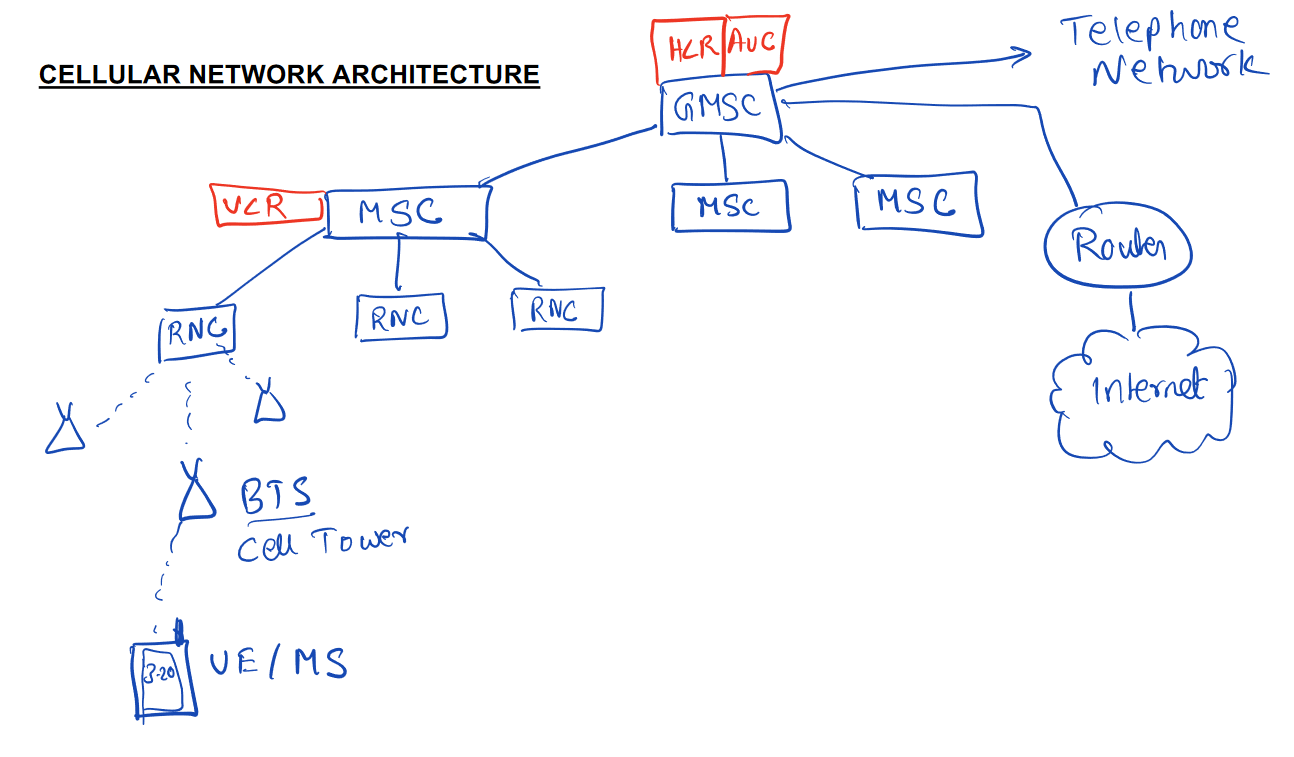 CELLULAR NETWORK ARCHITECTURE
HLR AUC
Telephone
Network
GMSC
VLR
MSC
MSC
MSC
Router
RNC
RNC
RNC
Internet
BTS
Cell Tower
3-20
UE/MS